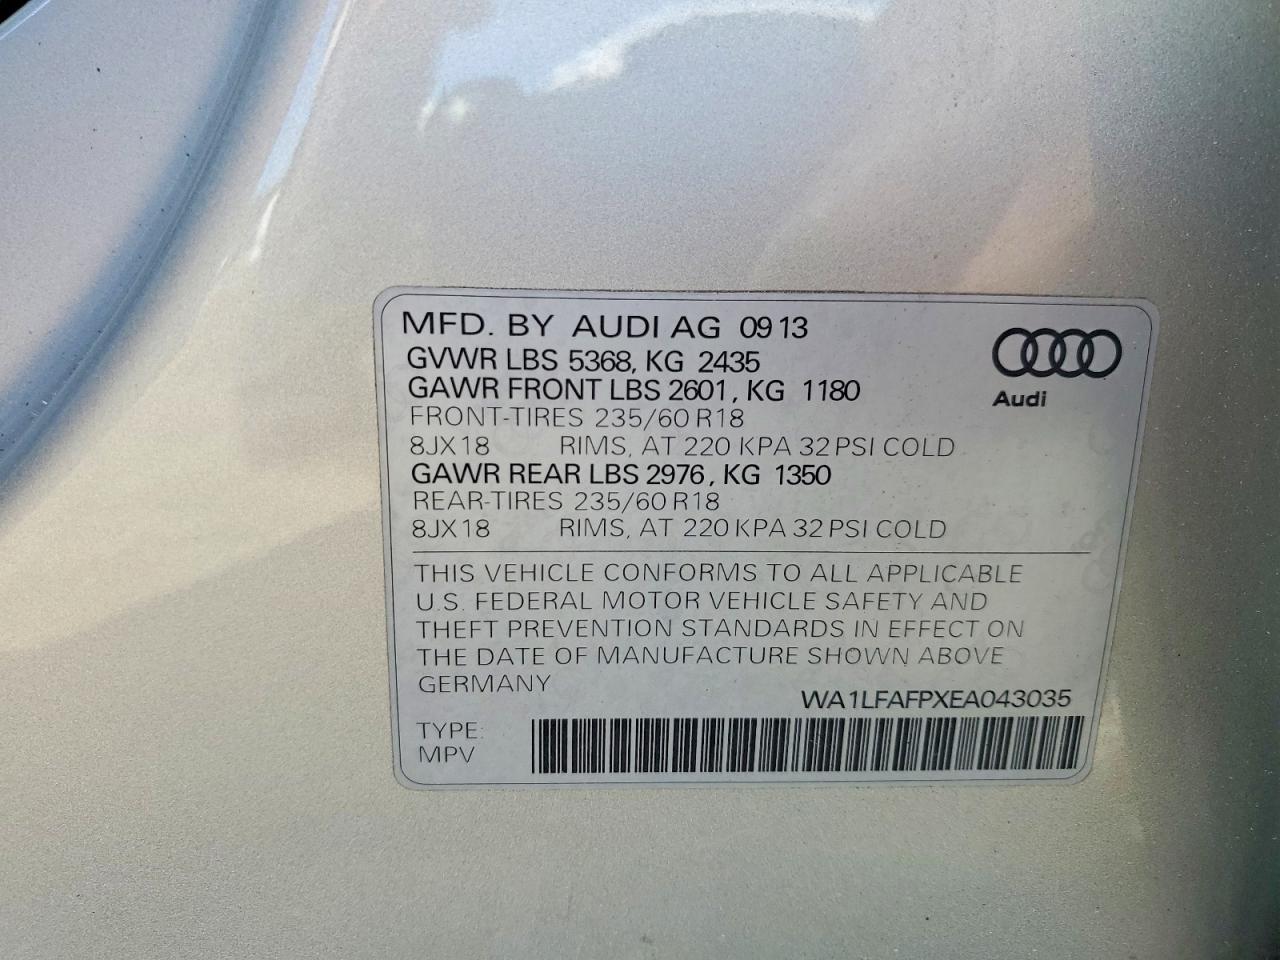 MFD. BY AUDI AG 09 13
GVWR LBS 5368, KG 2435
GAWR FRONT LBS 2601, KG 1180
FRONT-TIRES 235/60 R18
8JX18 RIMS, AT 220 KPA 32 PSI COLD
GAWR REAR LBS 2976, KG 1350
REAR-TIRES 235/60 R18
8JX18 RIMS, AT 220 KPA 32 PSI COLD
Audi
THIS VEHICLE CONFORMS TO ALL APPLICABLE
U.S. FEDERAL MOTOR VEHICLE SAFETY AND
THEFT PREVENTION STANDARDS IN EFFECT ON
THE DATE OF MANUFACTURE SHOWN ABOVE
GERMANY
WA1LFAFPXEA043035
TYPE:
MPV